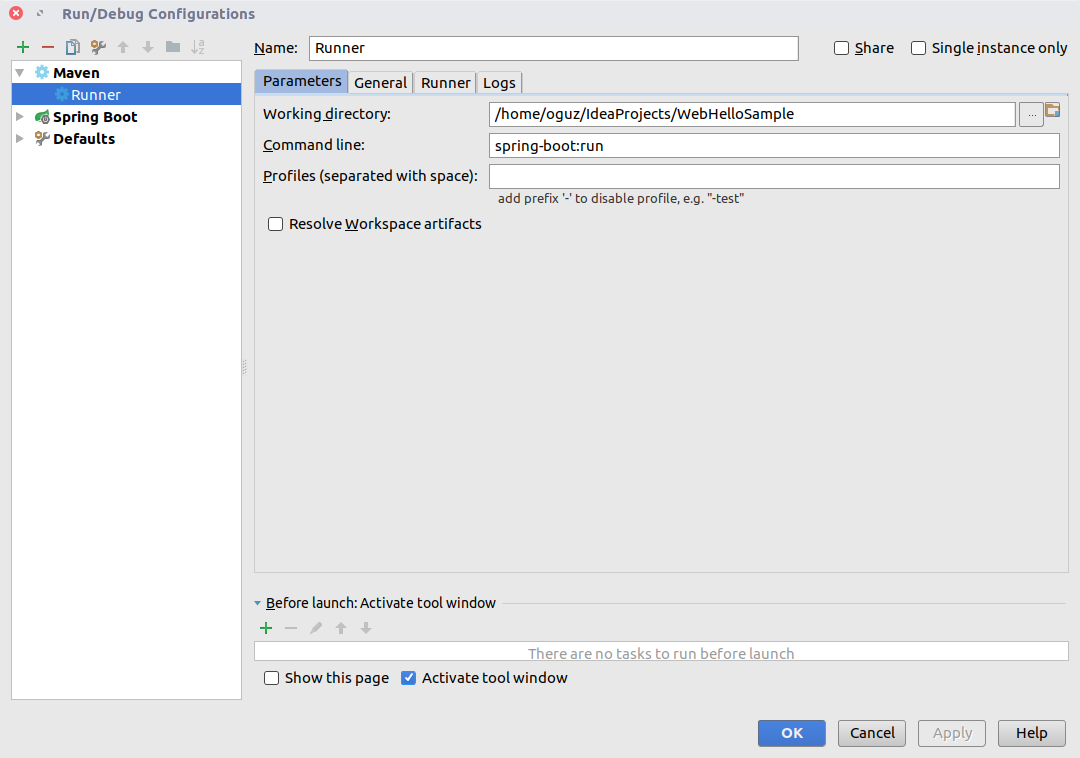 Run/Debug Configurations
Name: Runner Share Single instance only
Maven
Runner
Spring Boot
Defaults
Parameters General Runner Logs
Working directory: /home/oguz/IdeaProjects/WebHelloSample ...
Command line: spring-boot:run
Profiles (separated with space):
add prefix '-' to disable profile, e.g. "-test"
Resolve Workspace artifacts
Before launch: Activate tool window
There are no tasks to run before launch
Show this page Activate tool window
OK Cancel Apply Help